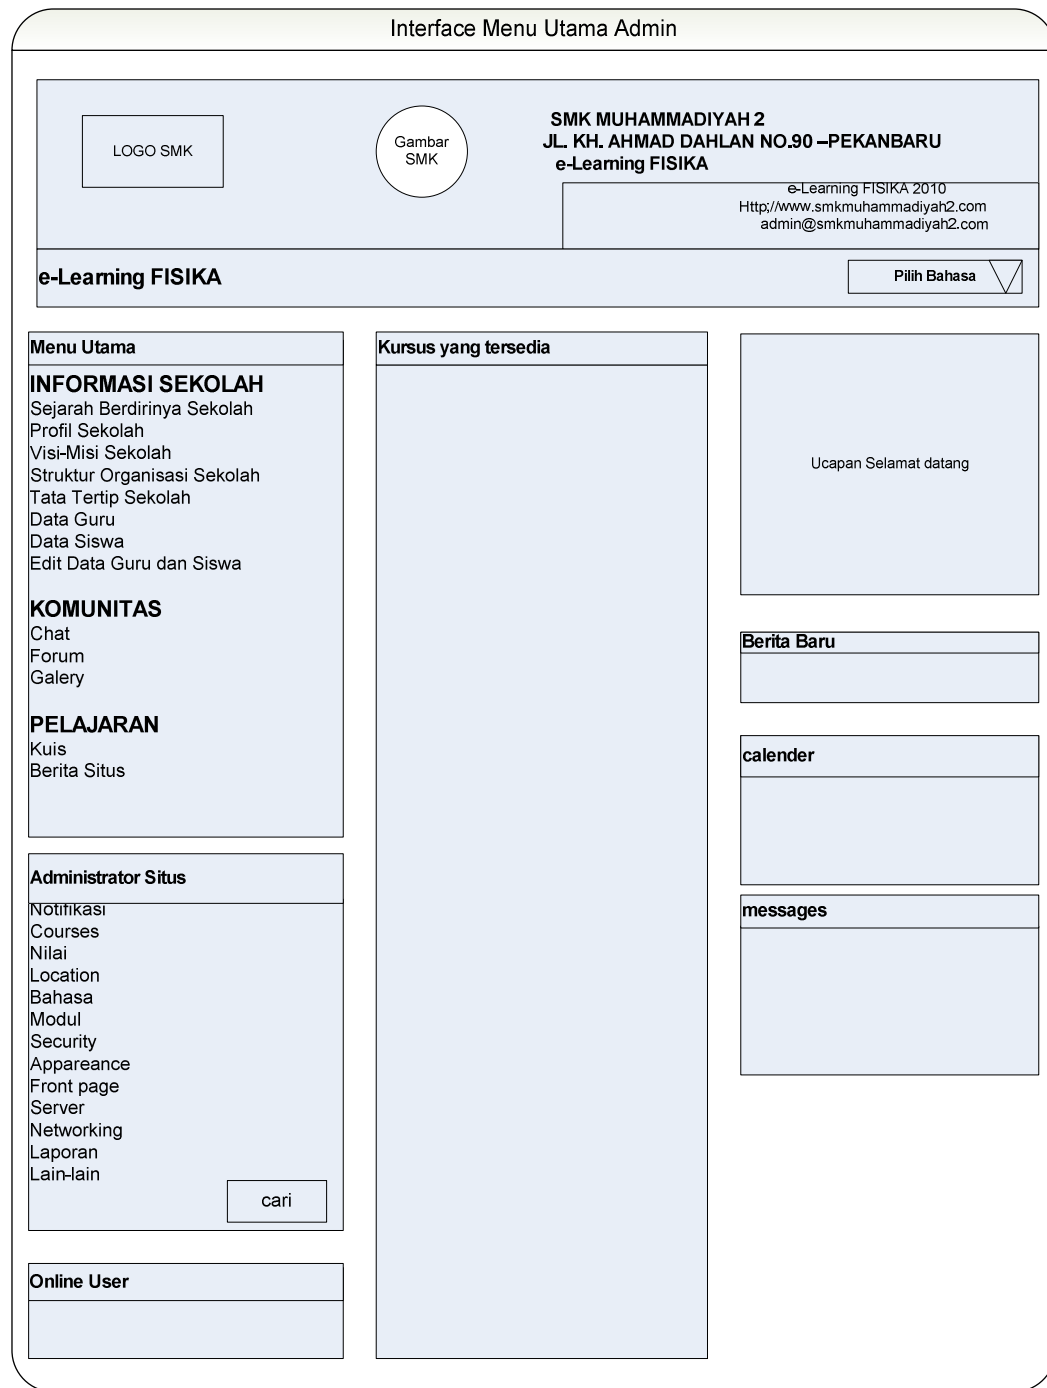 Interface Menu Utama Admin
LOGO SMK
Gambar
SMK
SMK MUHAMMADIYAH 2
JL. KH. AHMAD DAHLAN NO.90 –PEKANBARU
e-Learning FISIKA
e-Learning FISIKA 2010
Http;//www.smkmuhammadiyah2.com
admin@smkmuhammadiyah2.com
e-Learning FISIKA
Pilih Bahasa
Menu Utama
INFORMASI SEKOLAH
Sejarah Berdirinya Sekolah
Profil Sekolah
Visi-Misi Sekolah
Struktur Organisasi Sekolah
Tata Tertip Sekolah
Data Guru
Data Siswa
Edit Data Guru dan Siswa
KOMUNITAS
Chat
Forum
Galery
PELAJARAN
Kuis
Berita Situs
Administrator Situs
Notifikasi
Courses
Nilai
Location
Bahasa
Modul
Security
Appareance
Front page
Server
Networking
Laporan
Lain-lain
cari
Online User
Kursus yang tersedia
Ucapan Selamat datang
Berita Baru
calender
messages